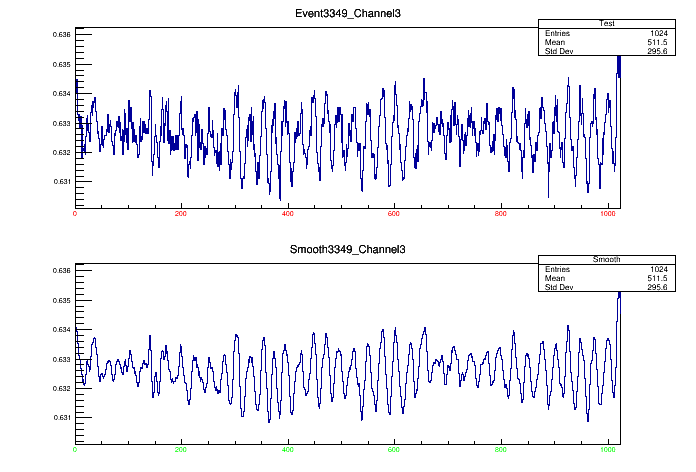 Event3349_Channel3
Test
Entries 1024
Mean 511.5
Std Dev 295.6
0.636
0.635
0.634
0.633
0.632
0.631
0 200 400 600 800 1000
Smooth3349_Channel3
Smooth
Entries 1024
Mean 511.5
Std Dev 295.6
0.636
0.635
0.634
0.633
0.632
0.631
0 200 400 600 800 1000